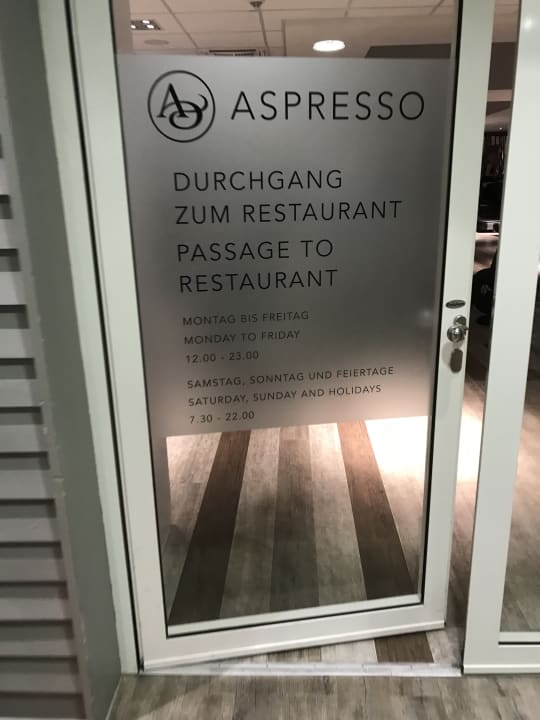 ASPRESSO
DURCHGANG
ZUM RESTAURANT
PASSAGE TO
RESTAURANT
MONTAG BIS FREITAG
MONDAY TO FRIDAY
12.00 - 23.00
SAMSTAG, SONNTAG UND FEIERTAGE
SATURDAY, SUNDAY AND HOLIDAYS
7.30 - 22.00